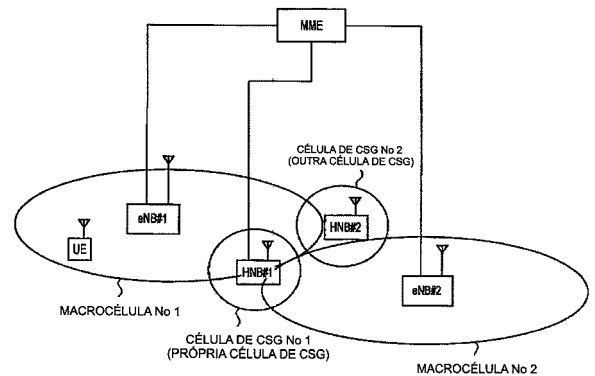 MME
CÉLULA DE CSG No 2
(OUTRA CÉLULA DE CSG)
eNB#1
HNB#2
UE
HNB#1
eNB#2
MACROCÉLULA No 1
CÉLULA DE CSG No 1
(PRÓPRIA CÉLULA DE CSG)
MACROCÉLULA No 2